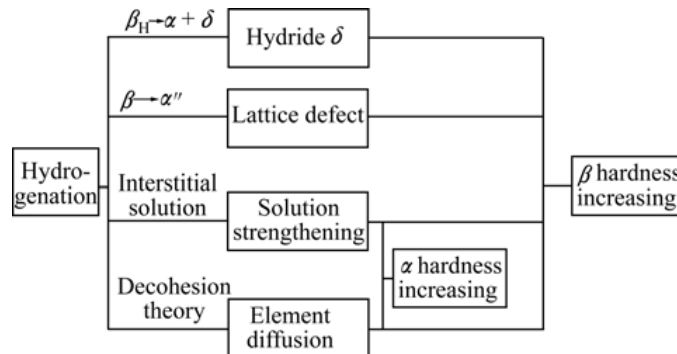 β_H→α + δ
Hydride δ
β→α″
Lattice defect
Hydro-
genation
Interstitial
solution
Solution
strengthening
β hardness
increasing
α hardness
increasing
Decohesion
theory
Element
diffusion